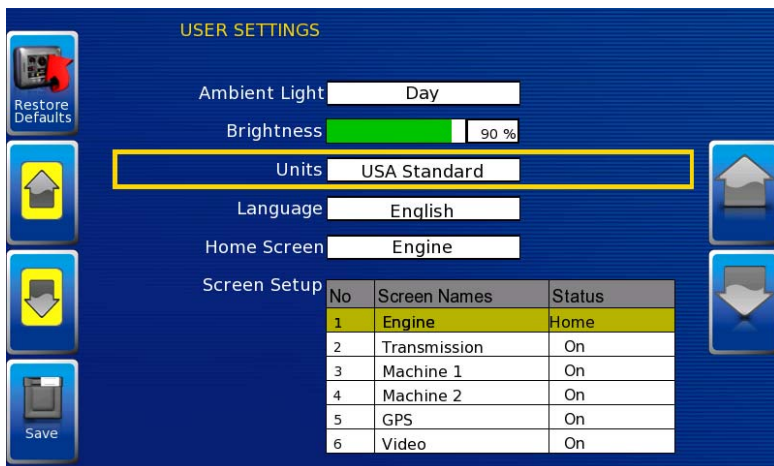 USER SETTINGS
Restore
Defaults
Ambient Light Day
Brightness 90 %
Units USA Standard
Language English
Home Screen Engine
Screen Setup
No Screen Names Status
1 Engine Home
2 Transmission On
3 Machine 1 On
4 Machine 2 On
5 GPS On
6 Video On
Save